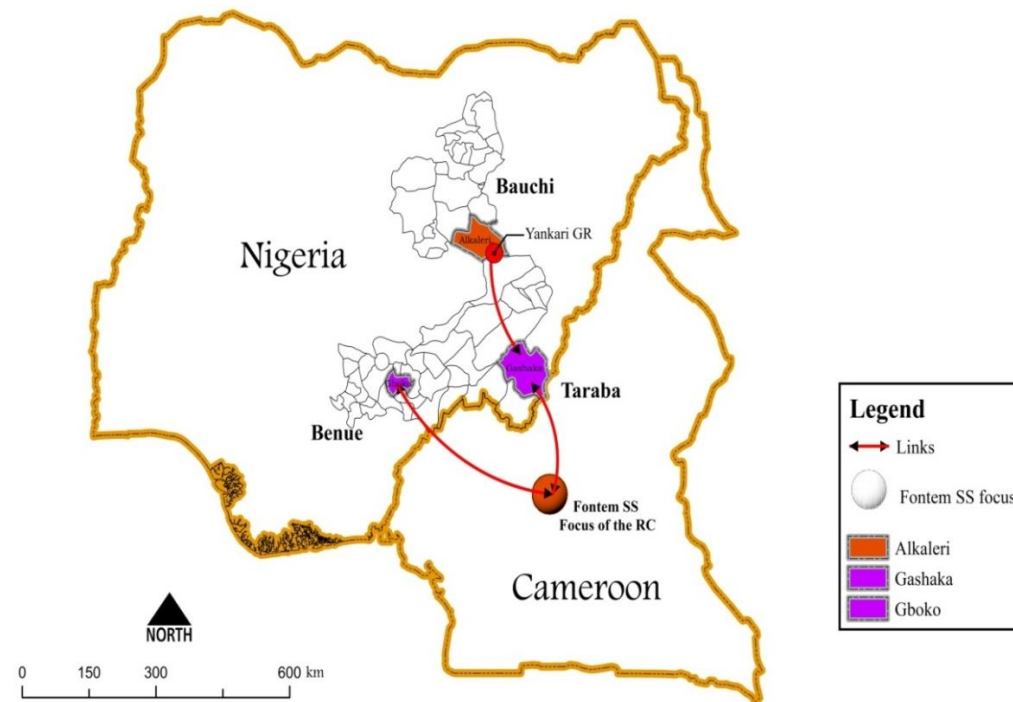 Bauchi
Alkaleri
Yankari GR
Nigeria
Gashaka
Taraba
Benue
Fontem SS
Focus of the RC
Cameroon
NORTH
0 150 300 600 km
Legend
Links
Fontem SS focus
Alkaleri
Gashaka
Gboko